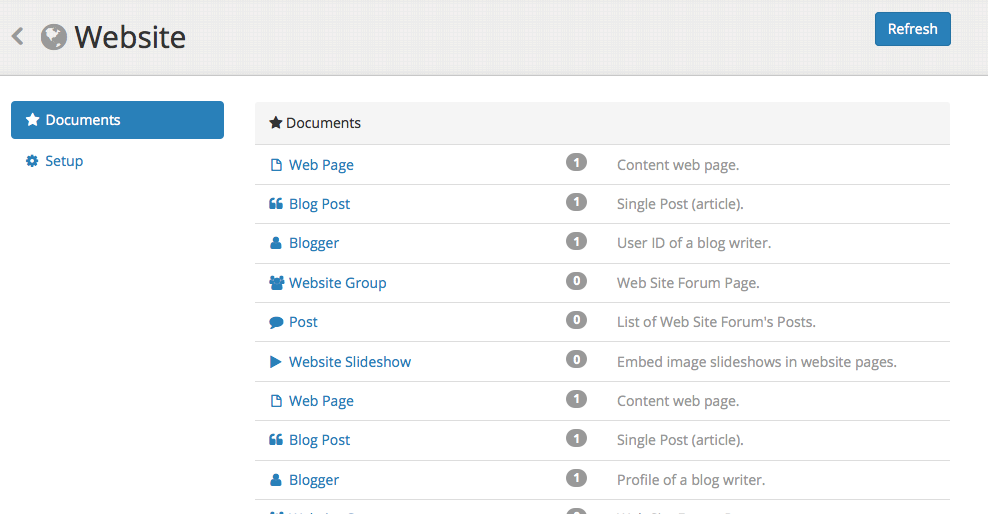 Website
Refresh
Documents
Setup
Documents
Web Page 1 Content web page.
Blog Post 1 Single Post (article).
Blogger 1 User ID of a blog writer.
Website Group 0 Web Site Forum Page.
Post 0 List of Web Site Forum's Posts.
Website Slideshow 0 Embed image slideshows in website pages.
Web Page 1 Content web page.
Blog Post 1 Single Post (article).
Blogger 1 Profile of a blog writer.